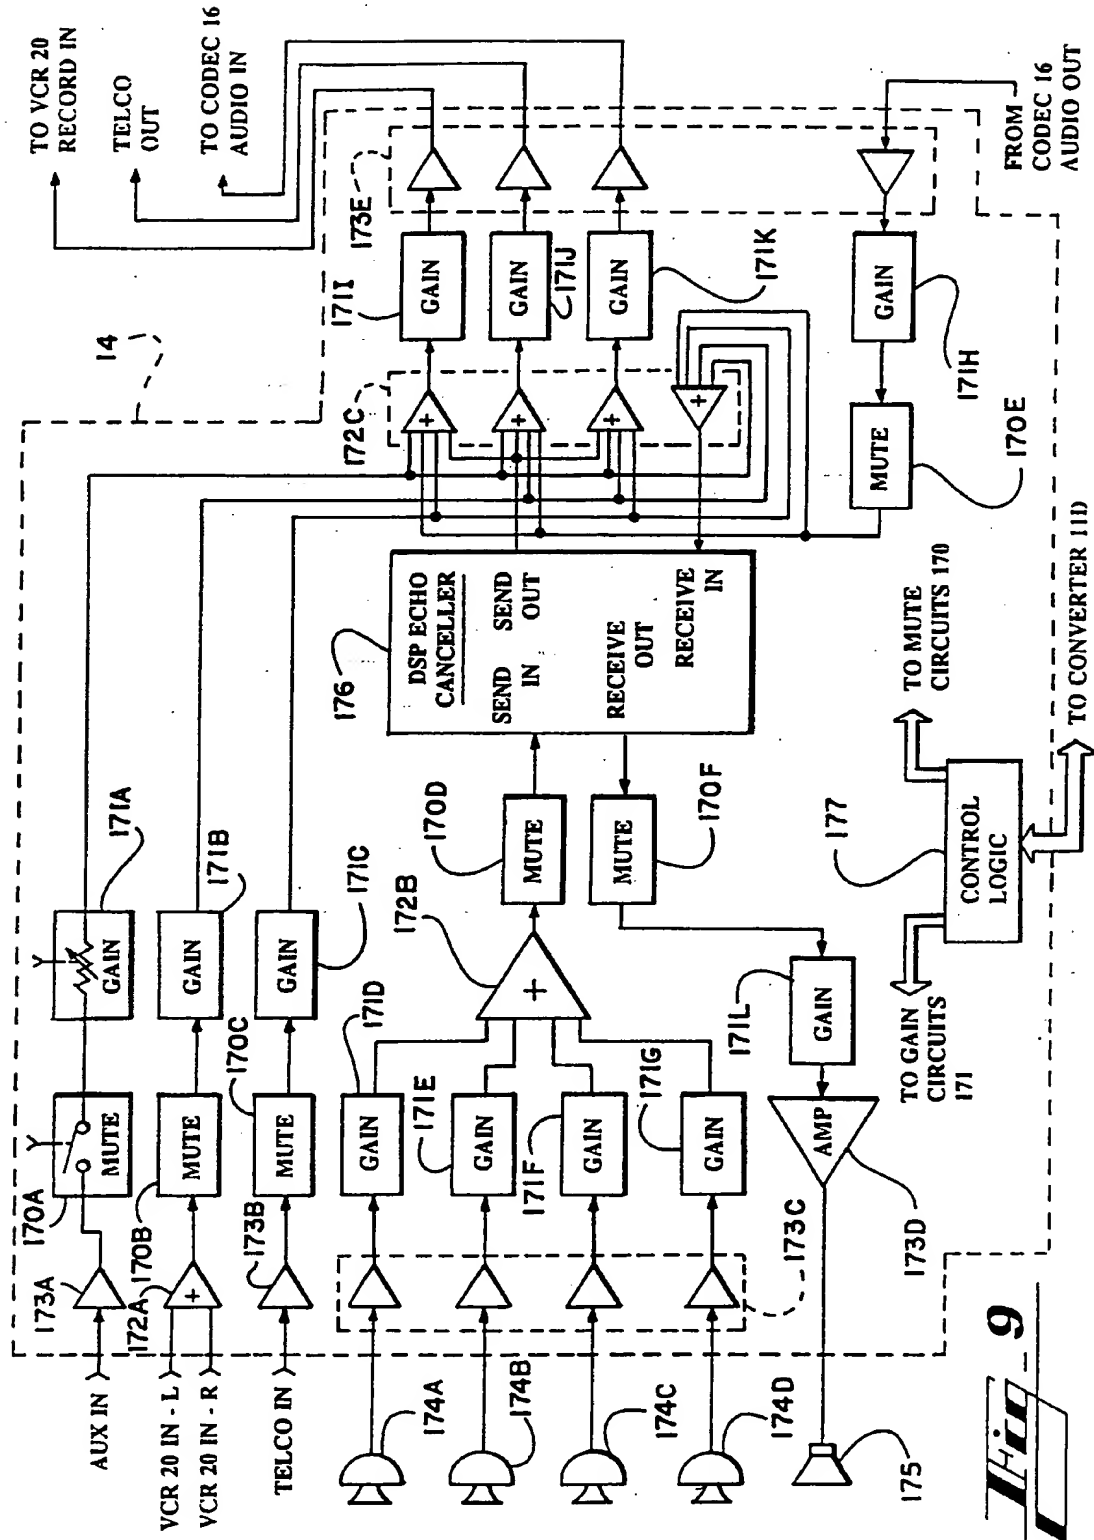 TO VCR 20
RECORD IN
TELCO
OUT
TO CODEC 16
AUDIO IN
14
173E
171I
GAIN
GAIN
171J
GAIN
171K
172C
+
+
+
+
GAIN
171H
MUTE
170E
FROM
CODEC 16
AUDIO OUT
176
DSP ECHO
CANCELLER
SEND
IN
SEND
OUT
RECEIVE
OUT
RECEIVE
IN
AUX IN
173A
170A
MUTE
GAIN
171A
VCR 20 IN - L
VCR 20 IN - R
172A
+
170B
MUTE
GAIN
171B
TELCO IN
173B
170C
MUTE
GAIN
171C
174A
GAIN
171D
174B
GAIN
171E
174C
GAIN
171F
174D
GAIN
171G
173C
172B
+
170D
MUTE
MUTE
170F
171L
GAIN
AMP
173D
175
177
CONTROL
LOGIC
TO GAIN
CIRCUITS
171
TO MUTE
CIRCUITS 170
TO CONVERTER 11D
Fig 9